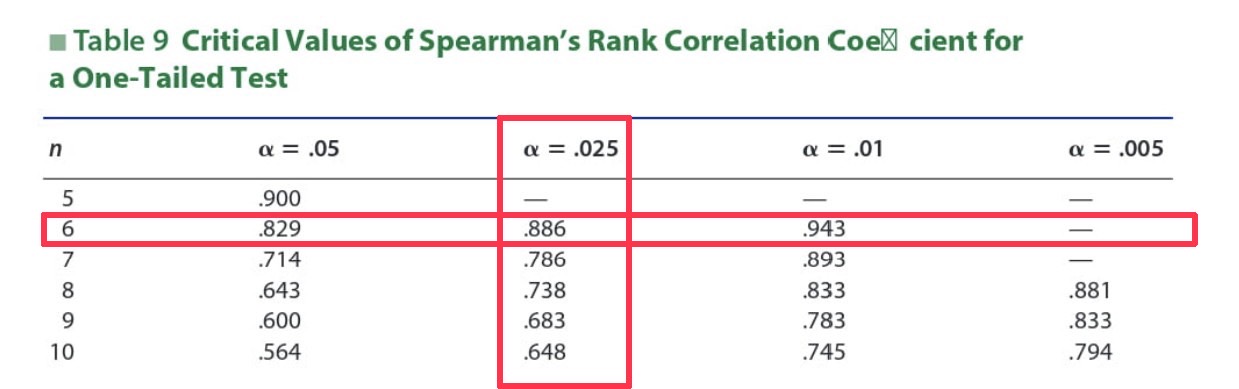 Table 9 Critical Values of Spearman’s Rank Correlation Coe☒ cient for
a One-Tailed Test
n α = .05 α = .025 α = .01 α = .005
5 .900 — — —
6 .829 .886 .943 —
7 .714 .786 .893 —
8 .643 .738 .833 .881
9 .600 .683 .783 .833
10 .564 .648 .745 .794